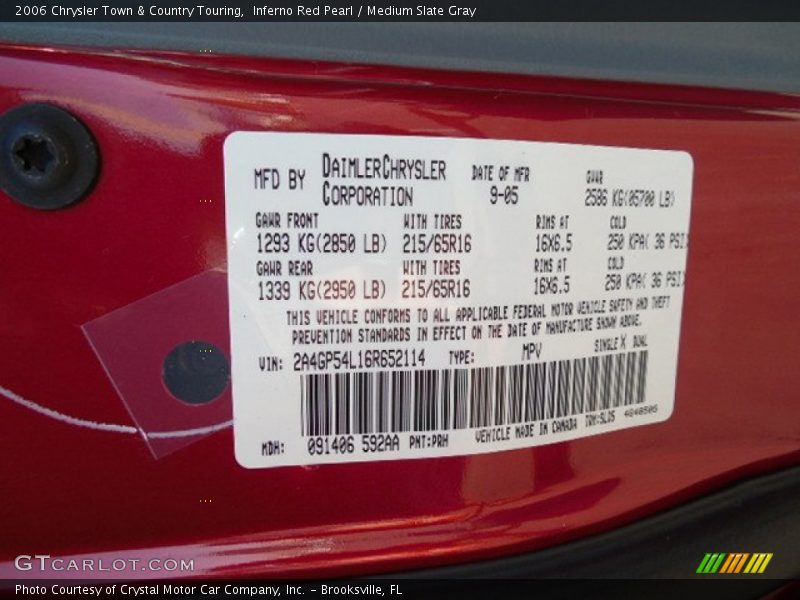 2006 Chrysler Town & Country Touring,  Inferno Red Pearl / Medium Slate Gray
MFD BY DAIMLERCHRYSLER CORPORATION DATE OF MFR 9-05 GVWR 2586 KG(05700 LB)
GAWR FRONT WITH TIRES RIMS AT COLD
1293 KG(2850 LB) 215/65R16 16X6.5 250 KPA( 36 PSI)
GAWR REAR WITH TIRES RIMS AT COLD
1339 KG(2950 LB) 215/65R16 16X6.5 250 KPA( 36 PSI)
THIS VEHICLE CONFORMS TO ALL APPLICABLE FEDERAL MOTOR VEHICLE SAFETY AND THEFT
PREVENTION STANDARDS IN EFFECT ON THE DATE OF MANUFACTURE SHOWN ABOVE.
VIN: 2A4GP54L16R652114 TYPE: MPV SINGLE X DUAL
MDH: 091406 592AA PNT:PRH VEHICLE MADE IN CANADA TRM:SLD5 4648505
GTCARLOT.COM
Photo Courtesy of Crystal Motor Car Company, Inc. – Brooksville, FL